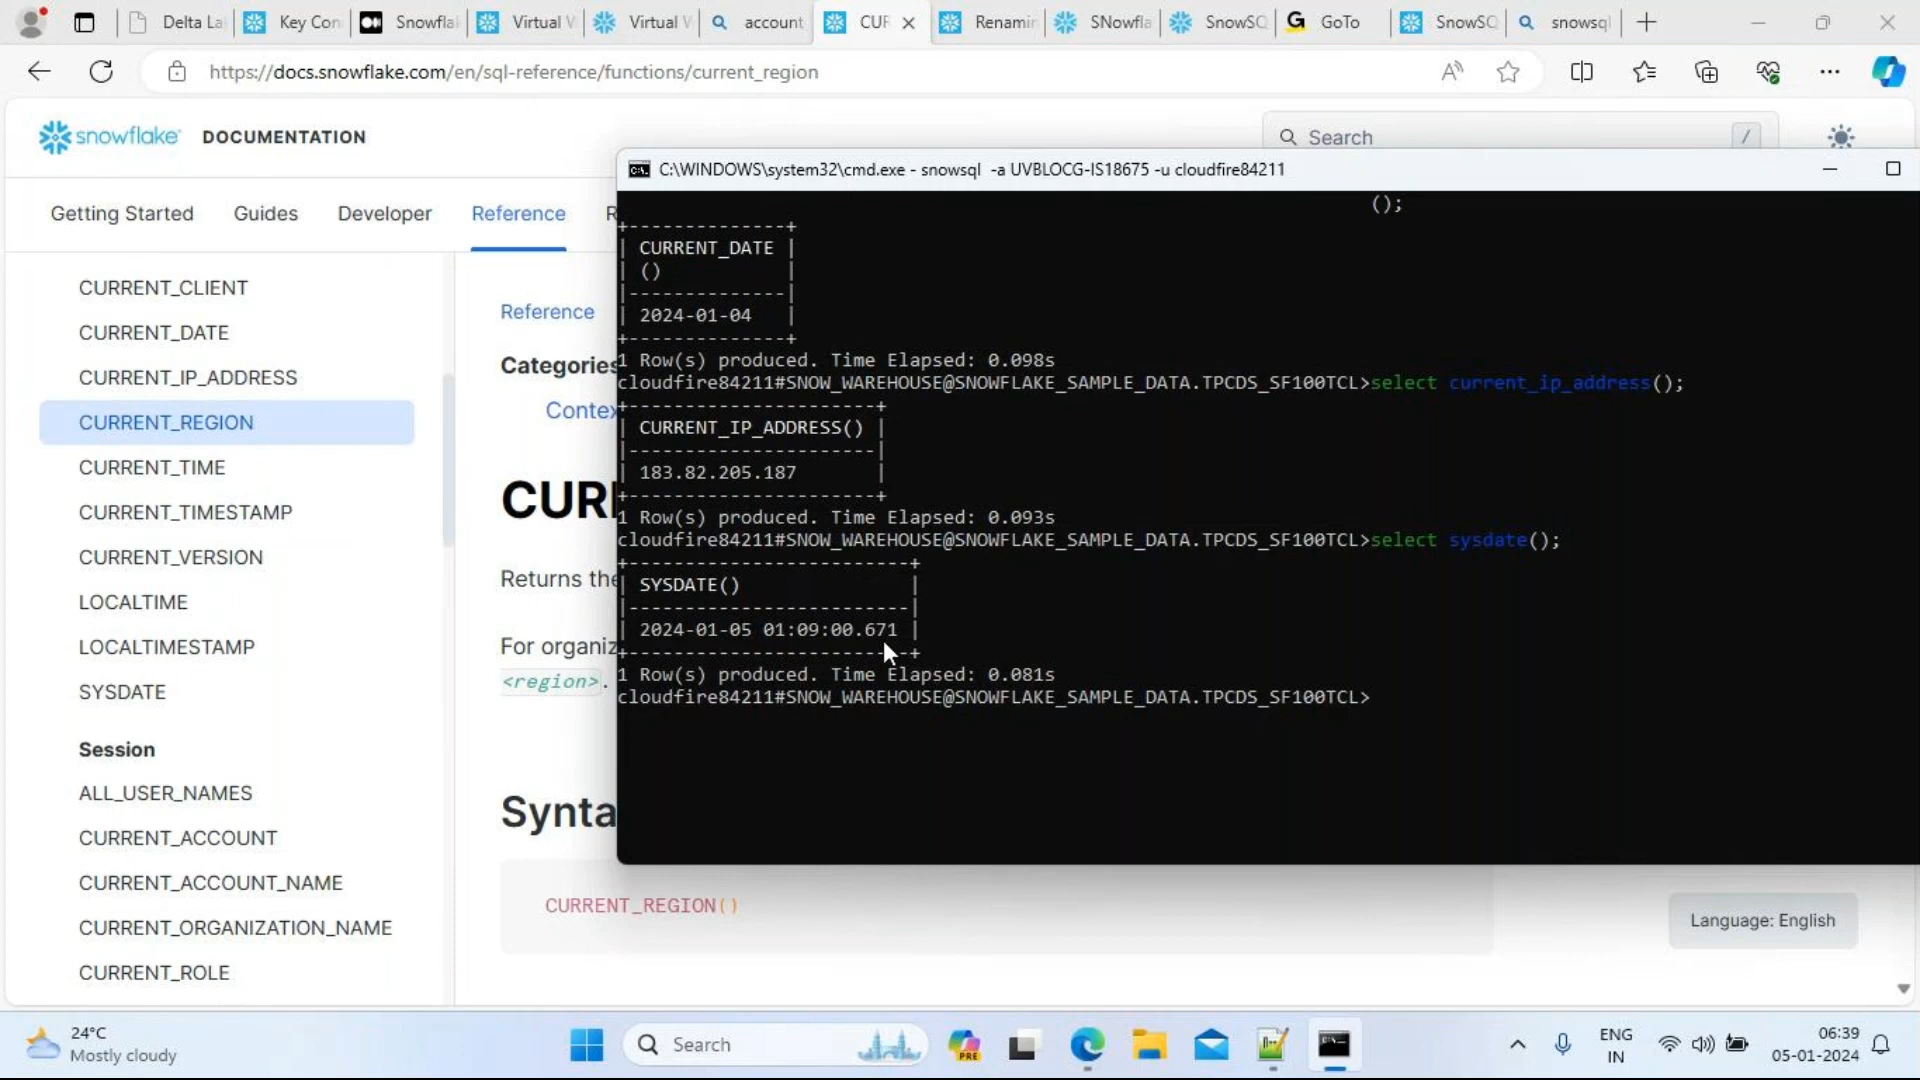 Delta La
Key Con
Snowfla
Virtual W
Virtual V
account
CUR
Renamin
SNowfla
SnowSQ
GoTo
SnowSQ
snowsql
https://docs.snowflake.com/en/sql-reference/functions/current_region
snowflake DOCUMENTATION
Search /
Getting Started Guides Developer Reference R
CURRENT_CLIENT
CURRENT_DATE
CURRENT_IP_ADDRESS
CURRENT_REGION
CURRENT_TIME
CURRENT_TIMESTAMP
CURRENT_VERSION
LOCALTIME
LOCALTIMESTAMP
SYSDATE
Session
ALL_USER_NAMES
CURRENT_ACCOUNT
CURRENT_ACCOUNT_NAME
CURRENT_ORGANIZATION_NAME
CURRENT_ROLE
Reference
Categories
Contex
CURR
Returns the
For organiz
<region>.
Synta
CURRENT_REGION()
Language: English
C:\WINDOWS\system32\cmd.exe - snowsql -a UVBLOCG-IS18675 -u cloudfire84211
();
+--------------+
| CURRENT_DATE |
| () |
|--------------|
| 2024-01-04 |
+--------------+
1 Row(s) produced. Time Elapsed: 0.098s
cloudfire84211#SNOW_WAREHOUSE@SNOWFLAKE_SAMPLE_DATA.TPCDS_SF100TCL>select current_ip_address();
+----------------------+
| CURRENT_IP_ADDRESS() |
|----------------------|
| 183.82.205.187 |
+----------------------+
1 Row(s) produced. Time Elapsed: 0.093s
cloudfire84211#SNOW_WAREHOUSE@SNOWFLAKE_SAMPLE_DATA.TPCDS_SF100TCL>select sysdate();
+-------------------------+
| SYSDATE() |
|-------------------------|
| 2024-01-05 01:09:00.671 |
+-------------------------+
1 Row(s) produced. Time Elapsed: 0.081s
cloudfire84211#SNOW_WAREHOUSE@SNOWFLAKE_SAMPLE_DATA.TPCDS_SF100TCL>
24°C
Mostly cloudy
Search
PRE
ENG
IN
06:39
05-01-2024